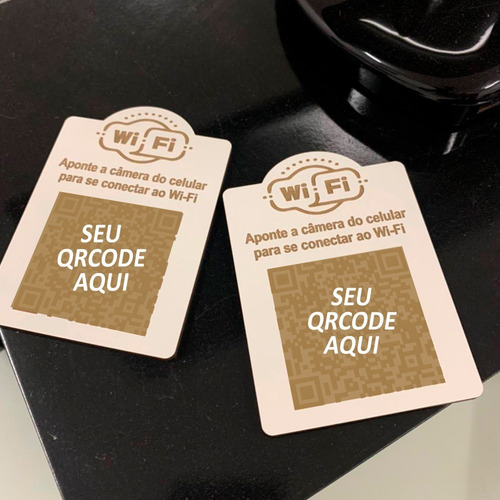 Wi Fi
Aponte a câmera do celular
para se conectar ao Wi-Fi
SEU
QRCODE
AQUI
Wi Fi
Aponte a câmera do celular
para se conectar ao Wi-Fi
SEU
QRCODE
AQUI